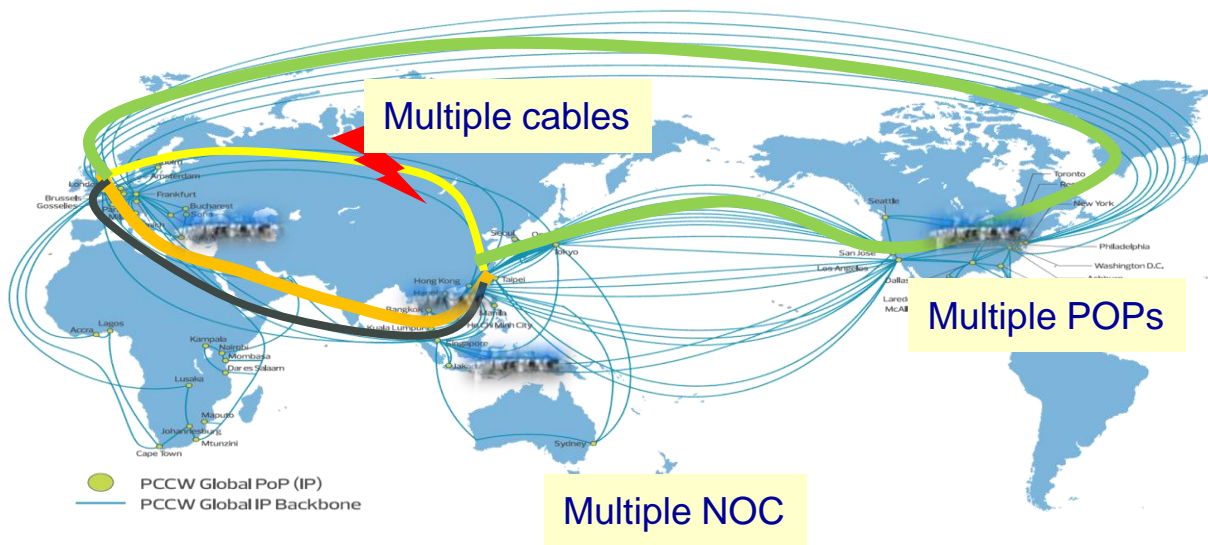 Multiple cables
holm
Amsterdam
London
Brussels
Gosselies
Frankfurt
Bucharest
Sofia
Seoul
Tokyo
Hong Kong
Taipei
Bangkok
Manila
Ho Chi Minh City
Kuala Lumpur
Singapore
Jakarta
Accra
Lagos
Kampala
Nairobi
Mombasa
Dar es Salaam
Lusaka
Maputo
Johannesburg
Mtunzini
Cape Town
Sydney
Seattle
Toronto
New York
Philadelphia
Washington D.C.
San Jose
Los Angeles
Dallas
Multiple POPs
PCCW Global PoP (IP)
PCCW Global IP Backbone
Multiple NOC